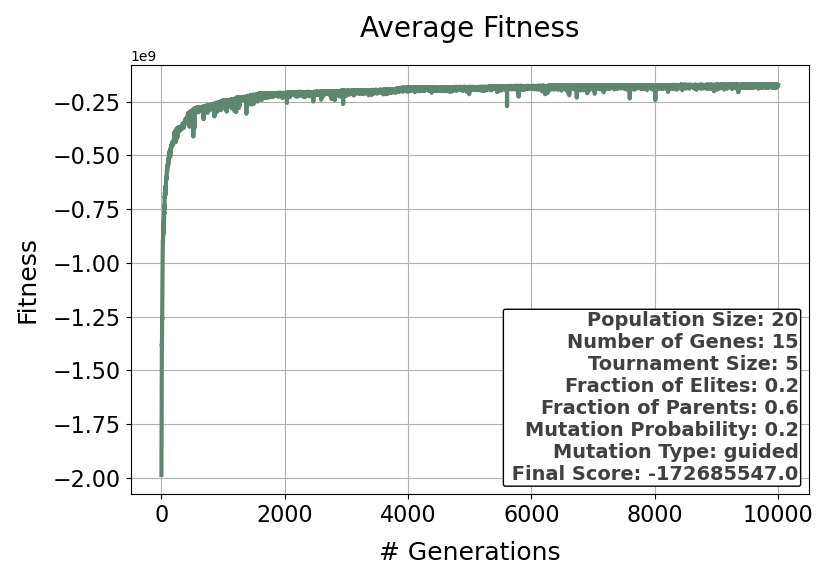 Average Fitness
1e9
−0.25
−0.50
−0.75
−1.00
−1.25
−1.50
−1.75
−2.00
Fitness
Population Size: 20
Number of Genes: 15
Tournament Size: 5
Fraction of Elites: 0.2
Fraction of Parents: 0.6
Mutation Probability: 0.2
Mutation Type: guided
Final Score: -172685547.0
0 2000 4000 6000 8000 10000
# Generations